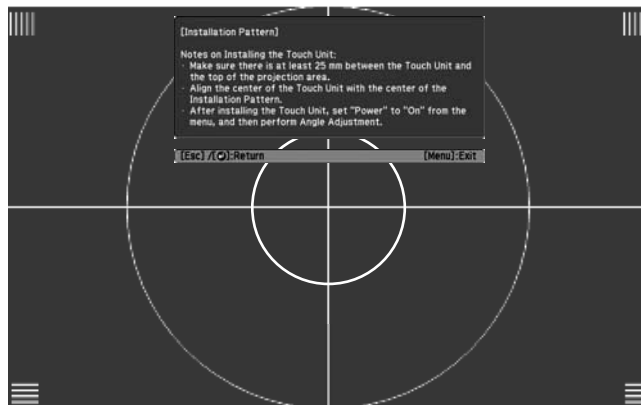 [Installation Pattern]
Notes on Installing the Touch Unit:
· Make sure there is at least 25 mm between the Touch Unit and
the top of the projection area.
· Align the center of the Touch Unit with the center of the
Installation Pattern.
· After installing the Touch Unit, set "Power" to "On" from the
menu, and then perform Angle Adjustment.
[Esc] /[⮐]:Return [Menu]:Exit